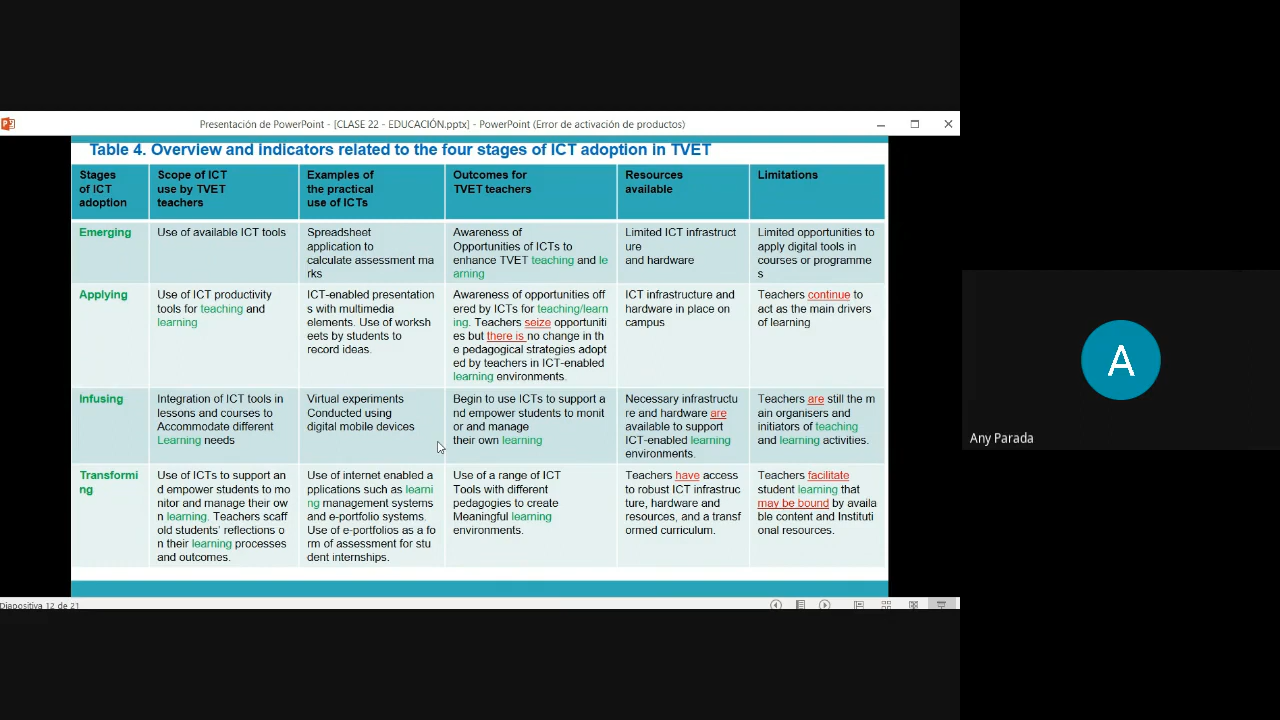 Presentación de PowerPoint - [CLASE 22 - EDUCACIÓN.pptx] - PowerPoint (Error de activación de productos)
Table 4. Overview and indicators related to the four stages of ICT adoption in TVET
Stages
of ICT
adoption
Scope of ICT
use by TVET
teachers
Examples of
the practical
use of ICTs
Outcomes for
TVET teachers
Resources
available
Limitations
Emerging
Use of available ICT tools
Spreadsheet
application to
calculate assessment ma
rks
Awareness of
Opportunities of ICTs to
enhance TVET teaching and le
arning
Limited ICT infrastruct
ure
and hardware
Limited opportunities to
apply digital tools in
courses or programme
s
Applying
Use of ICT productivity
tools for teaching and
learning
ICT-enabled presentation
s with multimedia
elements. Use of worksh
eets by students to
record ideas.
Awareness of opportunities off
ered by ICTs for teaching/learn
ing. Teachers seize opportuniti
es but there is no change in th
e pedagogical strategies adopt
ed by teachers in ICT-enabled
learning environments.
ICT infrastructure and
hardware in place on
campus
Teachers continue to
act as the main drivers
of learning
Infusing
Integration of ICT tools in
lessons and courses to
Accommodate different
Learning needs
Virtual experiments
Conducted using
digital mobile devices
Begin to use ICTs to support a
nd empower students to monit
or and manage
their own learning
Necessary infrastructu
re and hardware are
available to support
ICT-enabled learning
environments.
Teachers are still the m
ain organisers and
initiators of teaching
and learning activities.
Transformi
ng
Use of ICTs to support an
d empower students to mo
nitor and manage their ow
n learning. Teachers scaff
old students' reflections o
n their learning processes
and outcomes.
Use of internet enabled a
pplications such as learni
ng management systems
and e-portfolio systems.
Use of e-portfolios as a fo
rm of assessment for stu
dent internships.
Use of a range of ICT
Tools with different
pedagogies to create
Meaningful learning
environments.
Teachers have access
to robust ICT infrastruc
ture, hardware and
resources, and a transf
ormed curriculum.
Teachers facilitate
student learning that
may be bound by availa
ble content and Instituti
onal resources.
Diapositiva 12 de 21
A
Any Parada